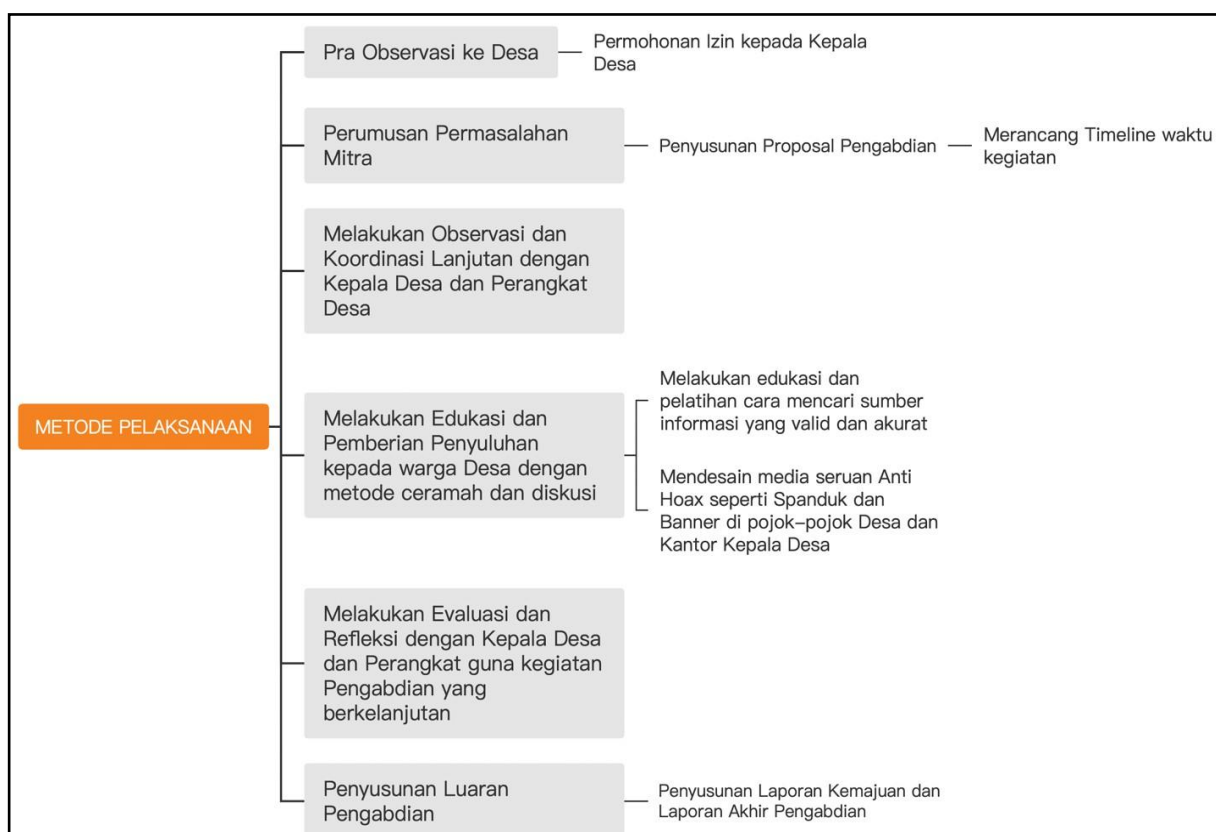 Pra Observasi ke Desa
Permohonan Izin kepada Kepala
Desa
Perumusan Permasalahan
Mitra
Penyusunan Proposal Pengabdian
Merancang Timeline waktu
kegiatan
Melakukan Observasi dan
Koordinasi Lanjutan dengan
Kepala Desa dan Perangkat
Desa
METODE PELAKSANAAN
Melakukan Edukasi dan
Pemberian Penyuluhan
kepada warga Desa dengan
metode ceramah dan diskusi
Melakukan edukasi dan
pelatihan cara mencari sumber
informasi yang valid dan akurat
Mendesain media seruan Anti
Hoax seperti Spanduk dan
Banner di pojok–pojok Desa dan
Kantor Kepala Desa
Melakukan Evaluasi dan
Refleksi dengan Kepala Desa
dan Perangkat guna kegiatan
Pengabdian yang
berkelanjutan
Penyusunan Luaran
Pengabdian
Penyusunan Laporan Kemajuan dan
Laporan Akhir Pengabdian